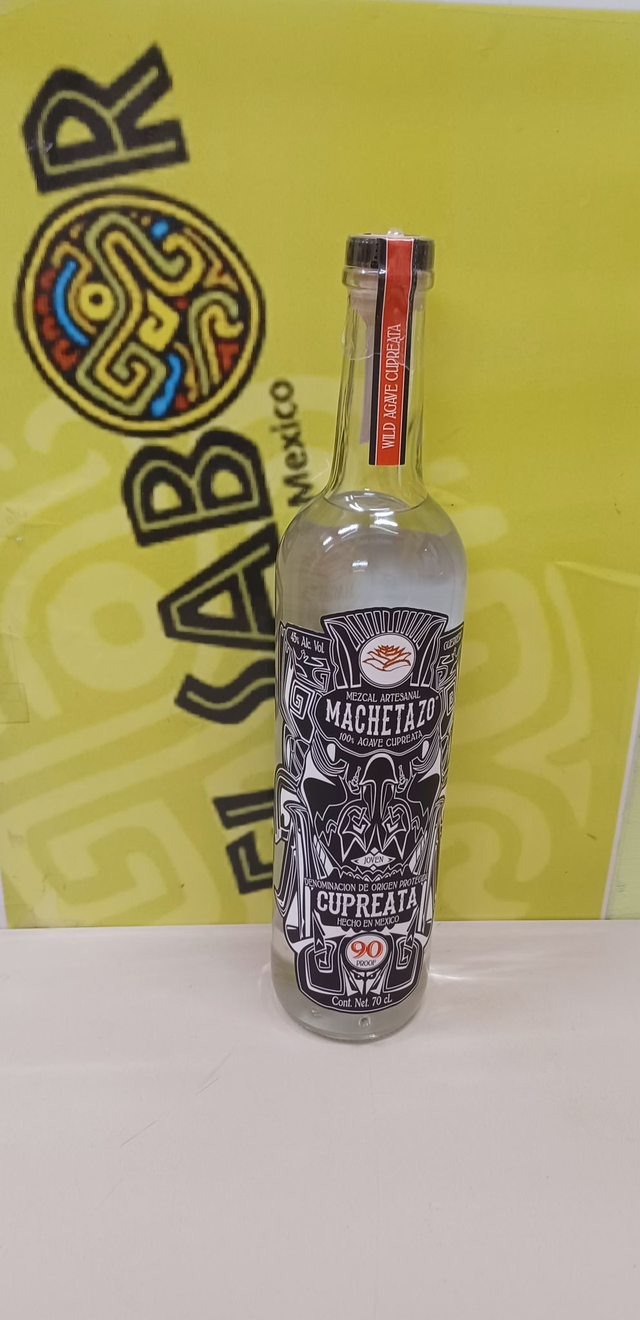 EL SABOR
Mexico
WILD AGAVE CUPREATA
45% Alc. Vol
MEZCAL ARTESANAL
MACHETAZO
100% AGAVE CUPREATA
JOVEN
DENOMINACION DE ORIGEN PROTEGIDA
CUPREATA
HECHO EN MEXICO
90
PROOF
Cont. Net. 70 cL